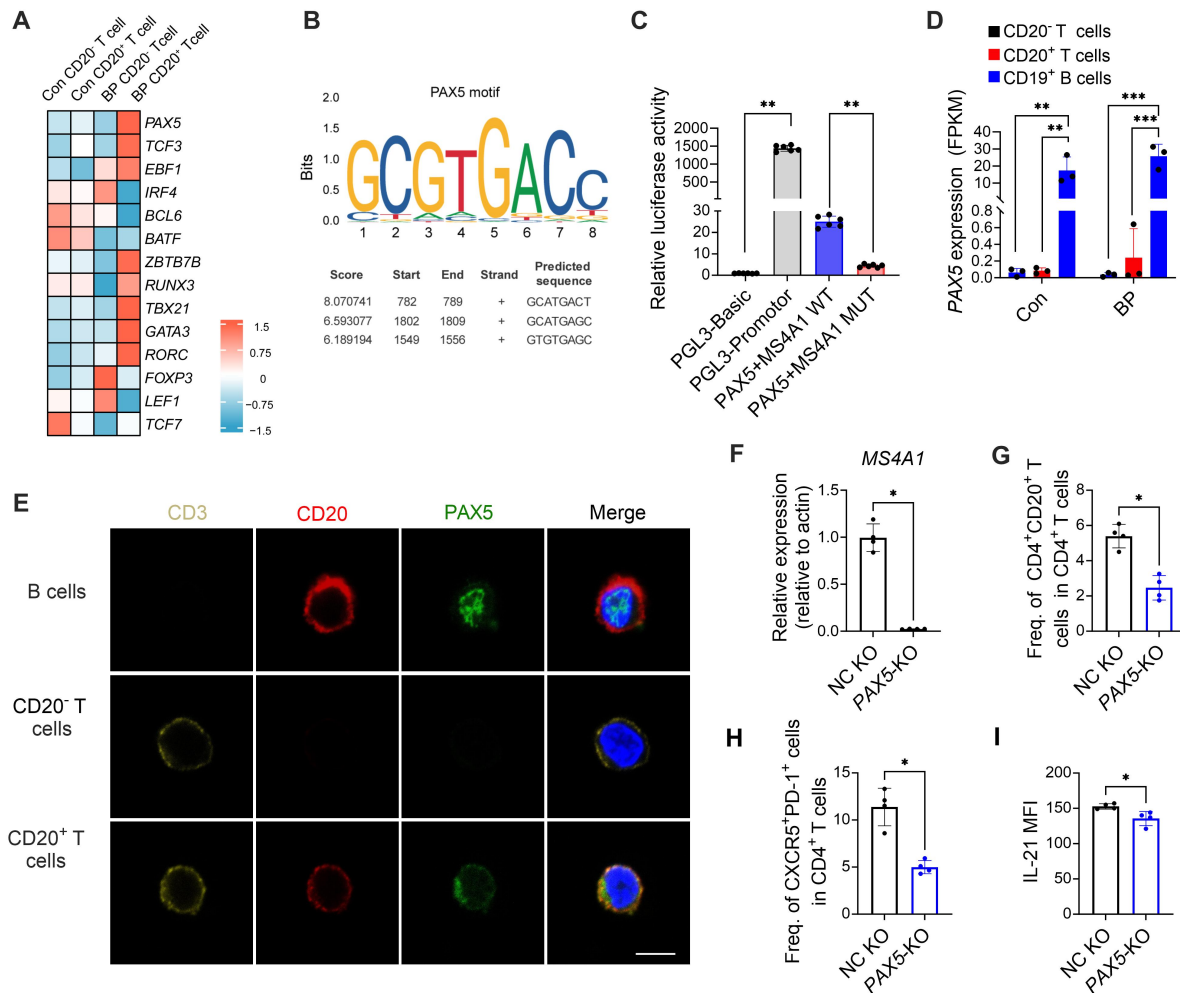 A
Con CD20⁻ T cell
Con CD20⁺ T cell
BP CD20⁻ Tcell
BP CD20⁺ Tcell
PAX5
TCF3
EBF1
IRF4
BCL6
BATF
ZBTB7B
RUNX3
TBX21
GATA3
RORC
FOXP3
LEF1
TCF7
1.5
0.75
0
−0.75
−1.5
B
PAX5 motif
Bits
2.0
1.5
1.0
0.5
0.0
GCGTGACC
1 2 3 4 5 6 7 8
Score Start End Strand Predicted sequence
8.070741 782 789 + GCATGACT
6.593077 1802 1809 + GCATGAGC
6.189194 1549 1556 + GTGTGAGC
C
Relative luciferase activity
2000
1500
1000
500
30
20
10
0
** **
PGL3-Basic
PGL3-Promotor
PAX5+MS4A1 WT
PAX5+MS4A1 MUT
D
CD20⁻ T cells
CD20⁺ T cells
CD19⁺ B cells
PAX5 expression (FPKM)
40
30
20
10
0.8
0.6
0.4
0.2
0.0
**
**
***
***
Con
BP
E
CD3 CD20 PAX5 Merge
B cells
CD20⁻ T
cells
CD20⁺ T
cells
F
MS4A1
Relative expression
(relative to actin)
1.5
1.0
0.5
0.0
*
NC KO
PAX5-KO
G
Freq. of CD4⁺CD20⁺ T
cells in CD4⁺ T cells
8
6
4
2
0
*
NC KO
PAX5-KO
H
Freq. of CXCR5⁺PD-1⁺ cells
in CD4⁺ T cells
15
10
5
0
*
NC KO
PAX5-KO
I
IL-21 MFI
200
150
100
50
0
*
NC KO
PAX5-KO